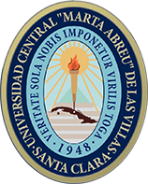 UNIVERSIDAD CENTRAL "MARTA ABREU" DE LAS VILLAS
SANTA CLARA
VERITATE SOLA NOBIS IMPONETUR VIRILIS TOGA
1948